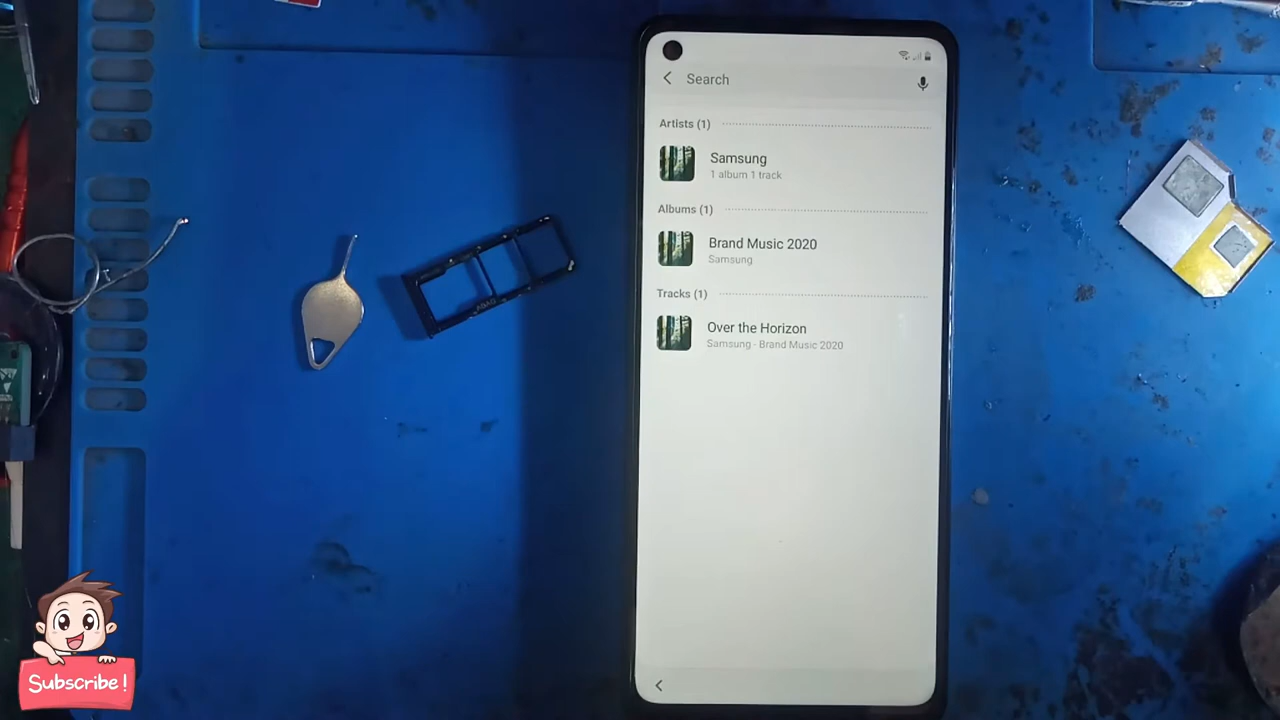 Search
Artists (1)
Samsung
1 album 1 track
Albums (1)
Brand Music 2020
Samsung
Tracks (1)
Over the Horizon
Samsung - Brand Music 2020
Subscribe!